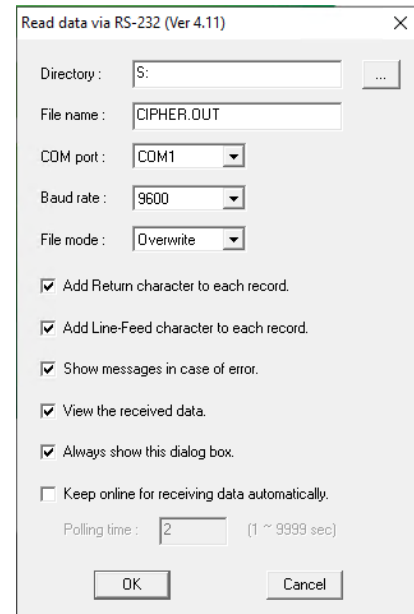 Read data via RS-232 (Ver 4.11)
Directory : S: ...
File name : CIPHER.OUT
COM port : COM1
Baud rate : 9600
File mode : Overwrite
Add Return character to each record.
Add Line-Feed character to each record.
Show messages in case of error.
View the received data.
Always show this dialog box.
Keep online for receiving data automatically.
Polling time : 2 (1 ~ 9999 sec)
OK Cancel